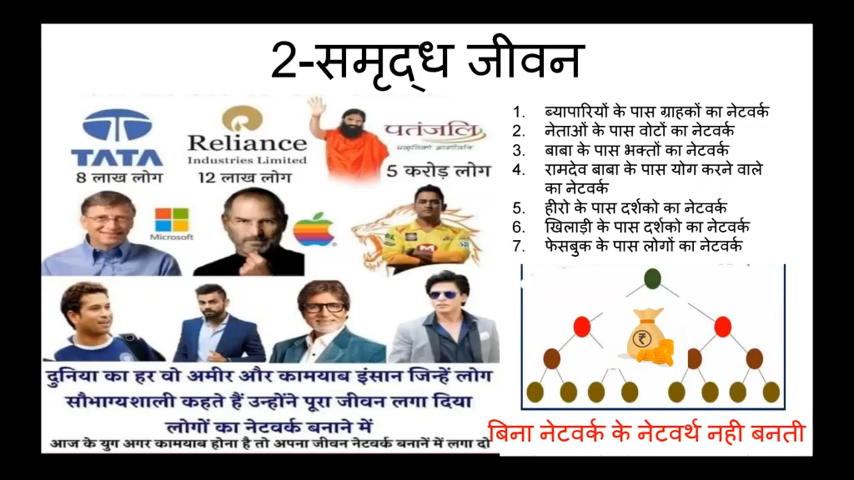 2-समृद्ध जीवन
TATA
8 लाख लोग
Reliance
Industries Limited
12 लाख लोग
पतंजलि
5 करोड़ लोग
Microsoft
दुनिया का हर वो अमीर और कामयाब इंसान जिन्हें लोग
सौभाग्यशाली कहते हैं उन्होंने पूरा जीवन लगा दिया
लोगों का नेटवर्क बनाने में
आज के युग अगर कामयाब होना है तो अपना जीवन नेटवर्क बनानें में लगा दो
1. ब्यापारियों के पास ग्राहकों का नेटवर्क
2. नेताओं के पास वोटों का नेटवर्क
3. बाबा के पास भक्तों का नेटवर्क
4. रामदेव बाबा के पास योग करने वाले
का नेटवर्क
5. हीरो के पास दर्शको का नेटवर्क
6. खिलाड़ी के पास दर्शको का नेटवर्क
7. फेसबुक के पास लोगों का नेटवर्क
₹
बिना नेटवर्क के नेटवर्थ नही बनती